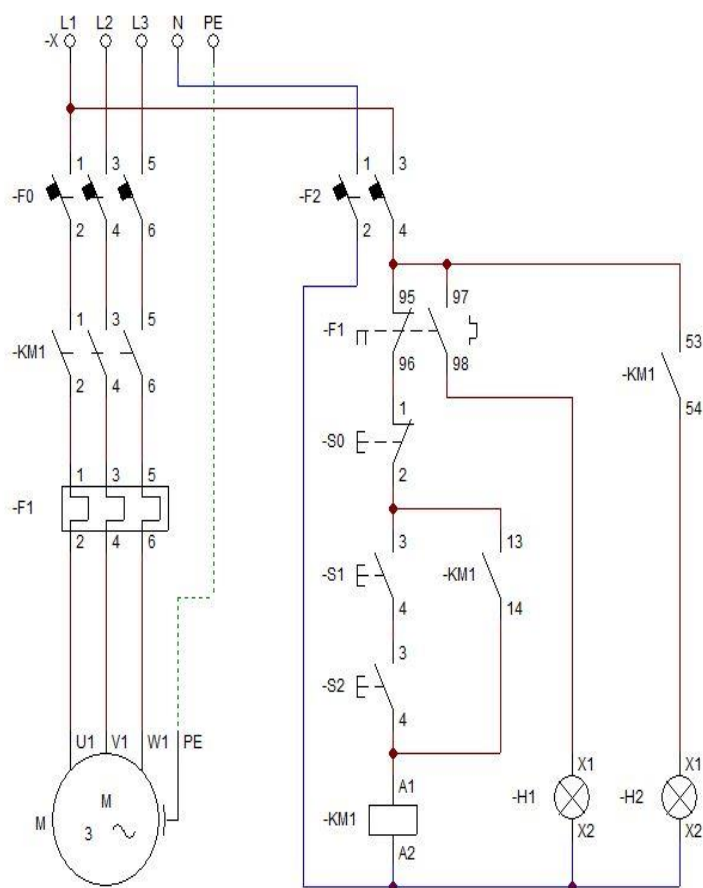 L1 L2 L3 N PE
-X
1 3 5
-F0
2 4 6
1 3
-F2
2 4
95 97
-F1
96 98
53
-KM1
54
1 3 5
-KM1
2 4 6
1
-S0
2
1 3 5
-F1
2 4 6
3 13
-S1 -KM1
4 14
3
-S2
4
U1 V1 W1 PE
M
M
3
A1
-KM1
A2
X1
-H1
X2
X1
-H2
X2